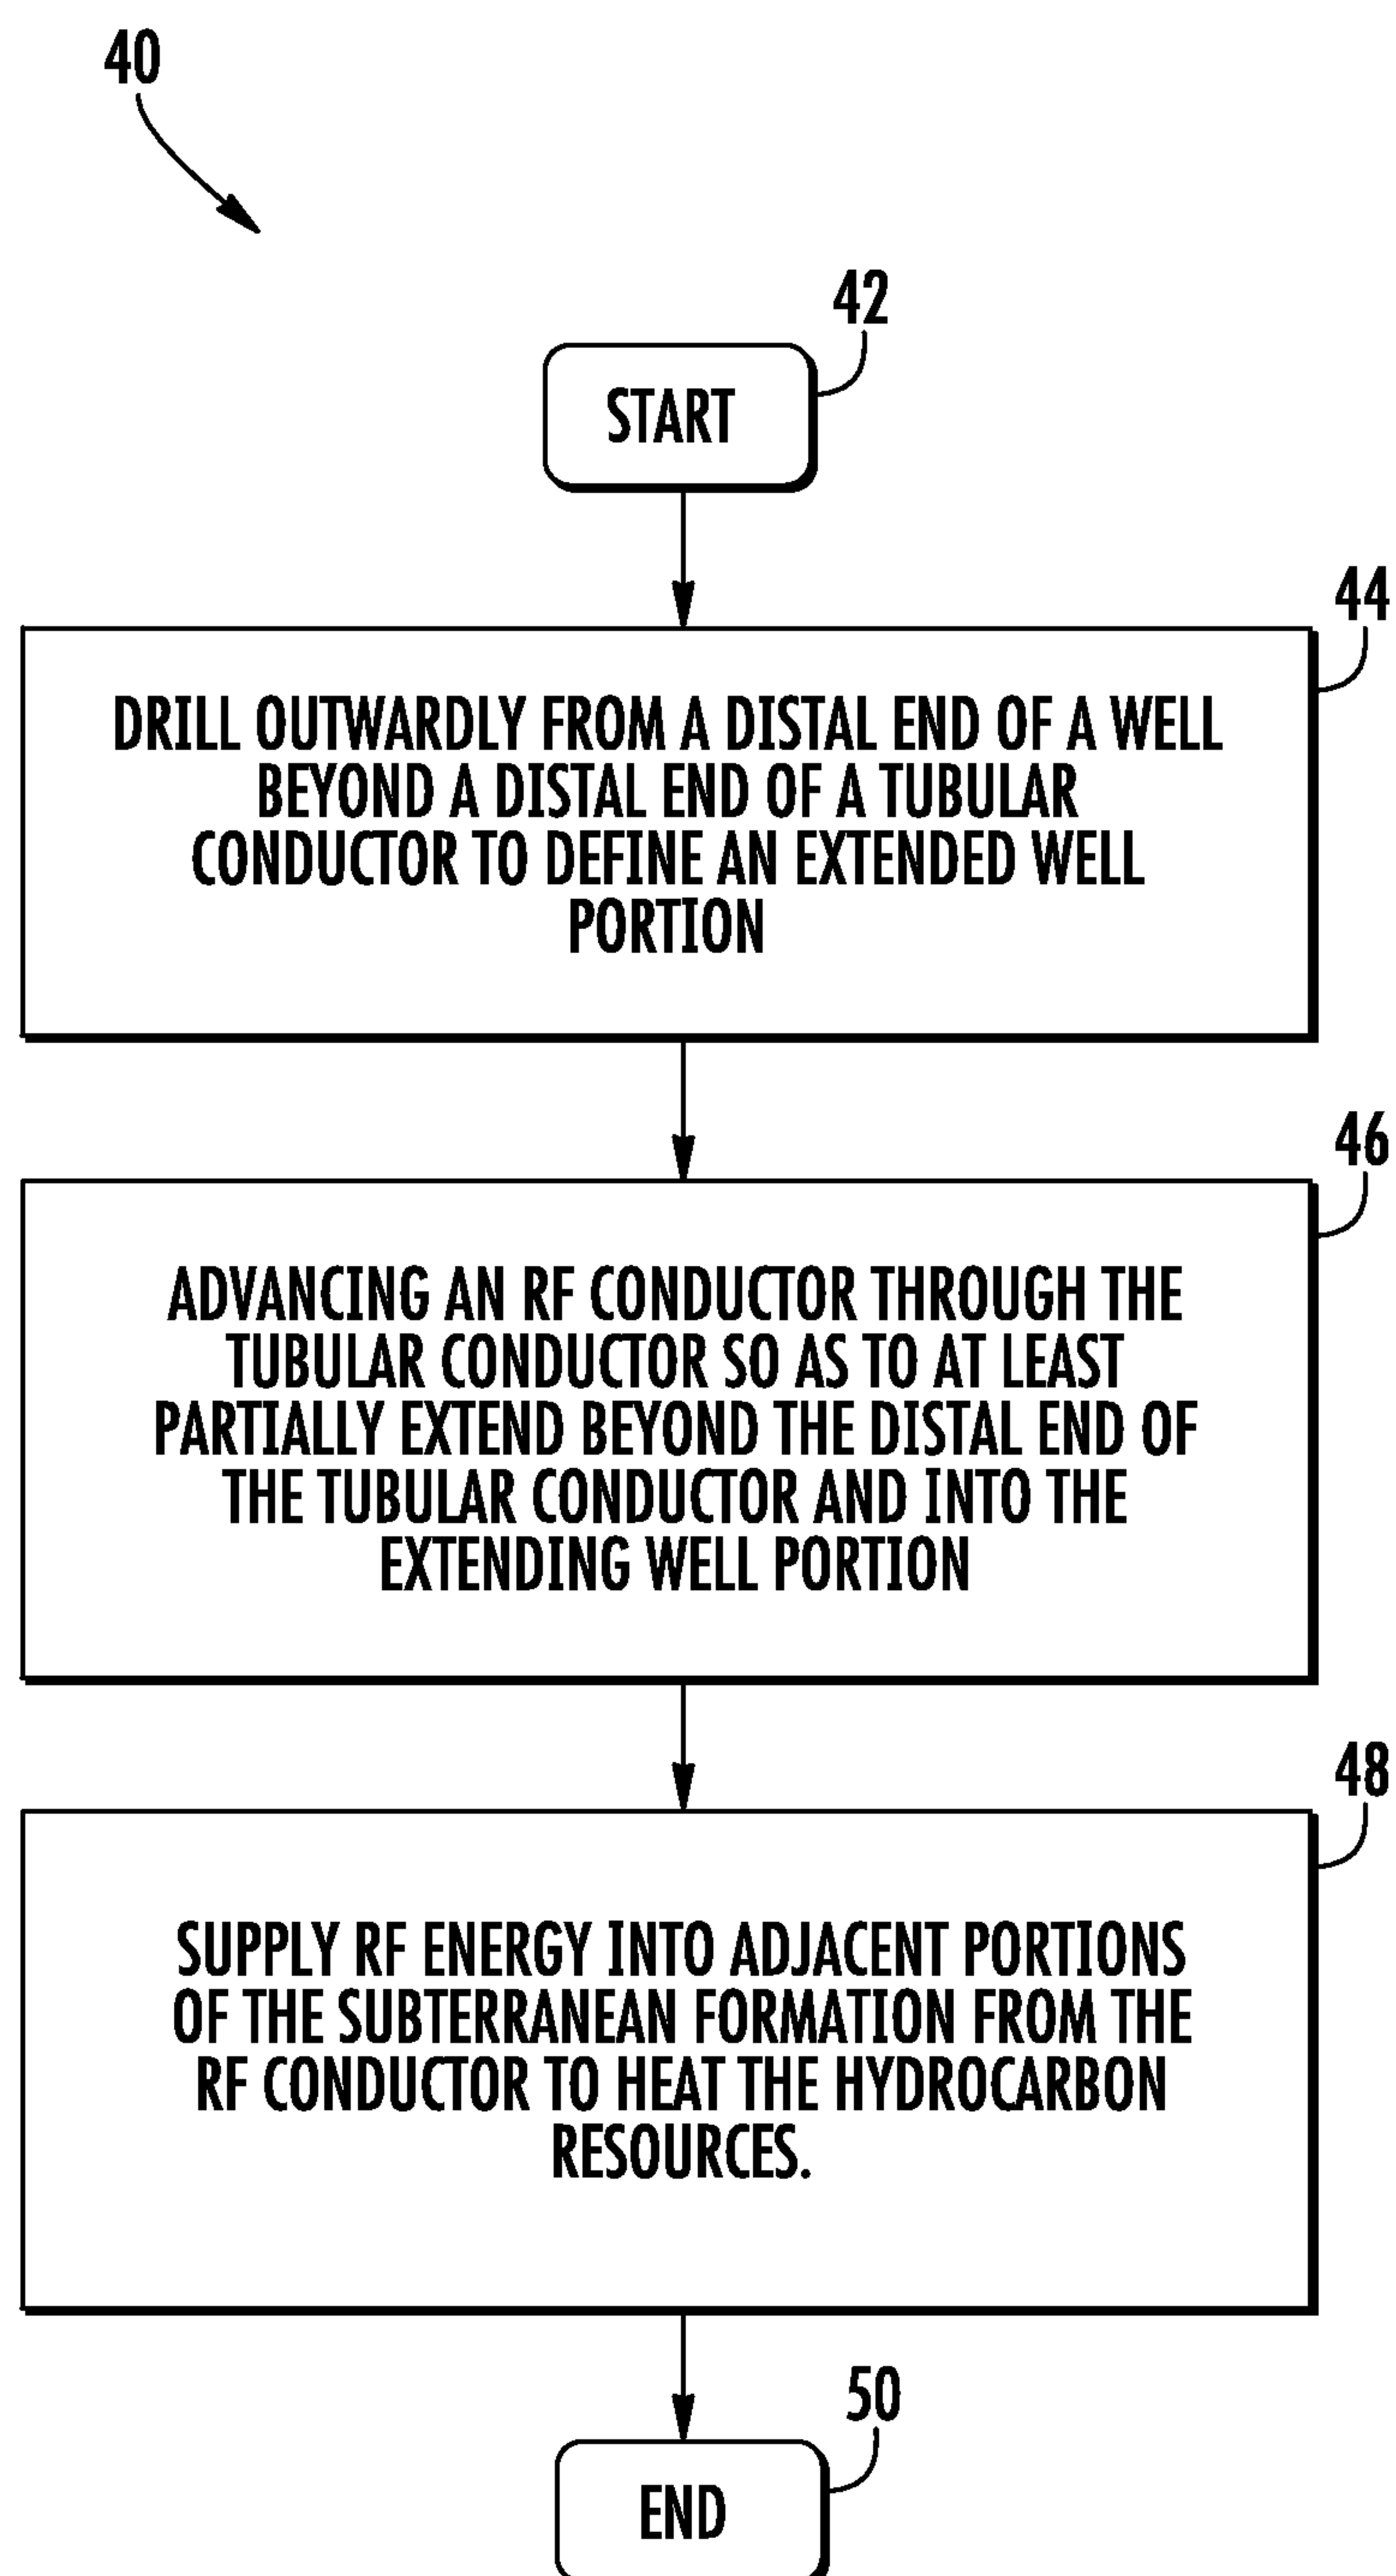 40
42
START
44
DRILL OUTWARDLY FROM A DISTAL END OF A WELL
BEYOND A DISTAL END OF A TUBULAR
CONDUCTOR TO DEFINE AN EXTENDED WELL
PORTION
46
ADVANCING AN RF CONDUCTOR THROUGH THE
TUBULAR CONDUCTOR SO AS TO AT LEAST
PARTIALLY EXTEND BEYOND THE DISTAL END OF
THE TUBULAR CONDUCTOR AND INTO THE
EXTENDING WELL PORTION
48
SUPPLY RF ENERGY INTO ADJACENT PORTIONS
OF THE SUBTERRANEAN FORMATION FROM THE
RF CONDUCTOR TO HEAT THE HYDROCARBON
RESOURCES.
50
END